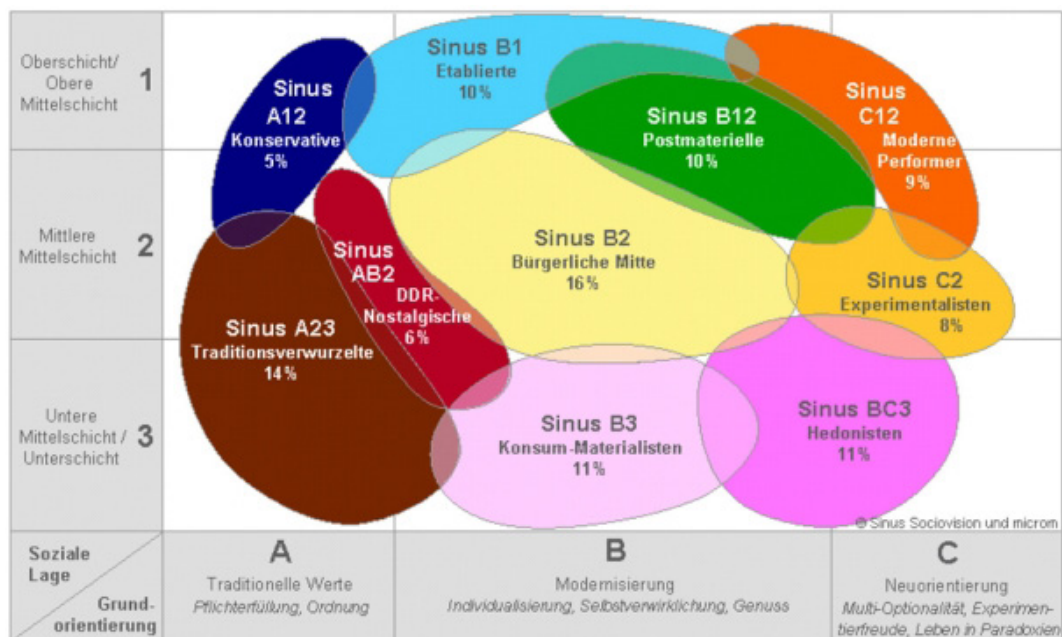 Oberschicht/
Obere
Mittelschicht
1
Mittlere
Mittelschicht
2
Untere
Mittelschicht /
Unterschicht
3
Sinus
A12
Konservative
5%
Sinus B1
Etablierte
10%
Sinus B12
Postmaterielle
10%
Sinus
C12
Moderne
Performer
9%
Sinus
AB2
DDR-
Nostalgische
6%
Sinus B2
Bürgerliche Mitte
16%
Sinus C2
Experimentalisten
8%
Sinus A23
Traditionsverwurzelte
14%
Sinus B3
Konsum-Materialisten
11%
Sinus BC3
Hedonisten
11%
© Sinus Sociovision und microm
Soziale
Lage
Grund-
orientierung
A
Traditionelle Werte
Pflichterfüllung, Ordnung
B
Modernisierung
Individualisierung, Selbstverwirklichung, Genuss
C
Neuorientierung
Multi-Optionalität, Experimen-
tierfreude, Leben in Paradoxien